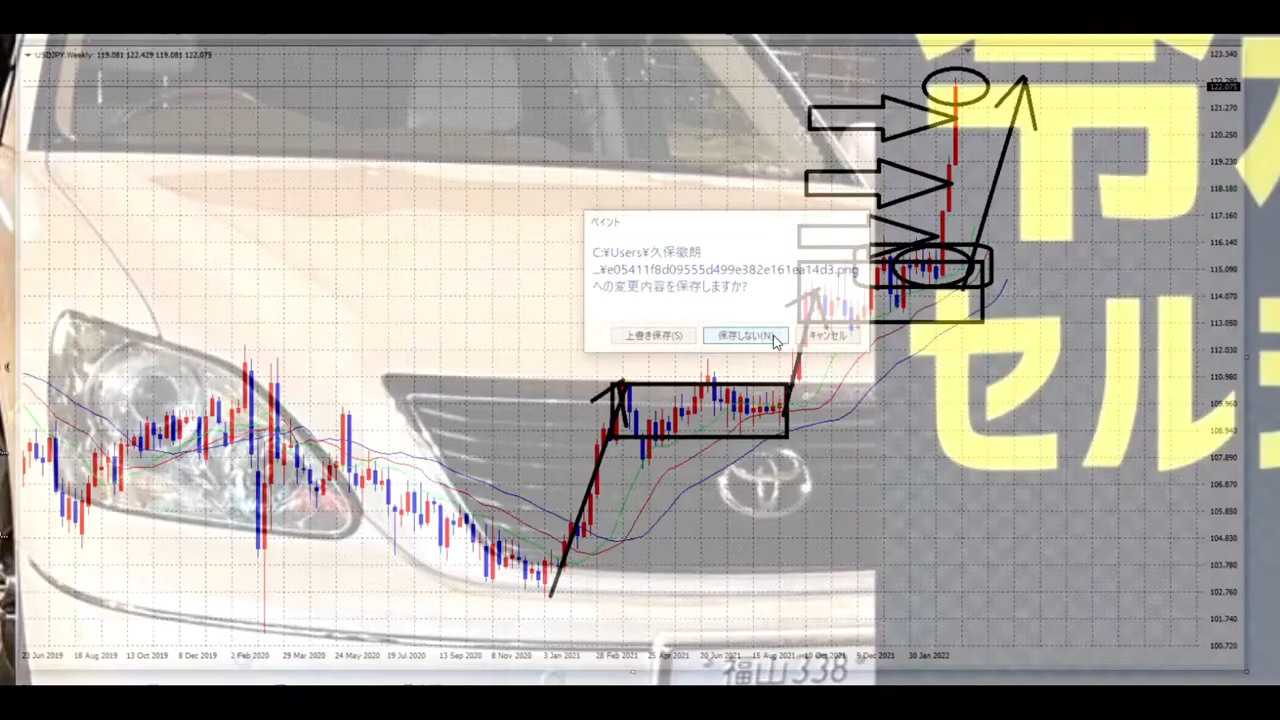 USDJPY,Weekly 119.081 122.429 119.081 122.075
123.340
122.075
121.270
120.250
119.230
118.180
117.160
116.140
115.090
114.070
113.050
112.030
110.960
109.960
108.940
107.890
106.870
105.850
104.830
103.780
102.760
101.740
100.720
ペイント
C:¥Users¥久保徹朗
...¥e05411f8d09555d499e382e161ea14d3.png
への変更内容を保存しますか?
上書き保存(S)
保存しない(N)
キャンセル
セル
福山338
23 Jun 2019 18 Aug 2019 13 Oct 2019 8 Dec 2019 2 Feb 2020 29 Mar 2020 24 May 2020 19 Jul 2020 13 Sep 2020 8 Nov 2020 3 Jan 2021 28 Feb 2021 25 Apr 2021 20 Jun 2021 15 Aug 2021 10 Oct 2021 5 Dec 2021 30 Jan 2022